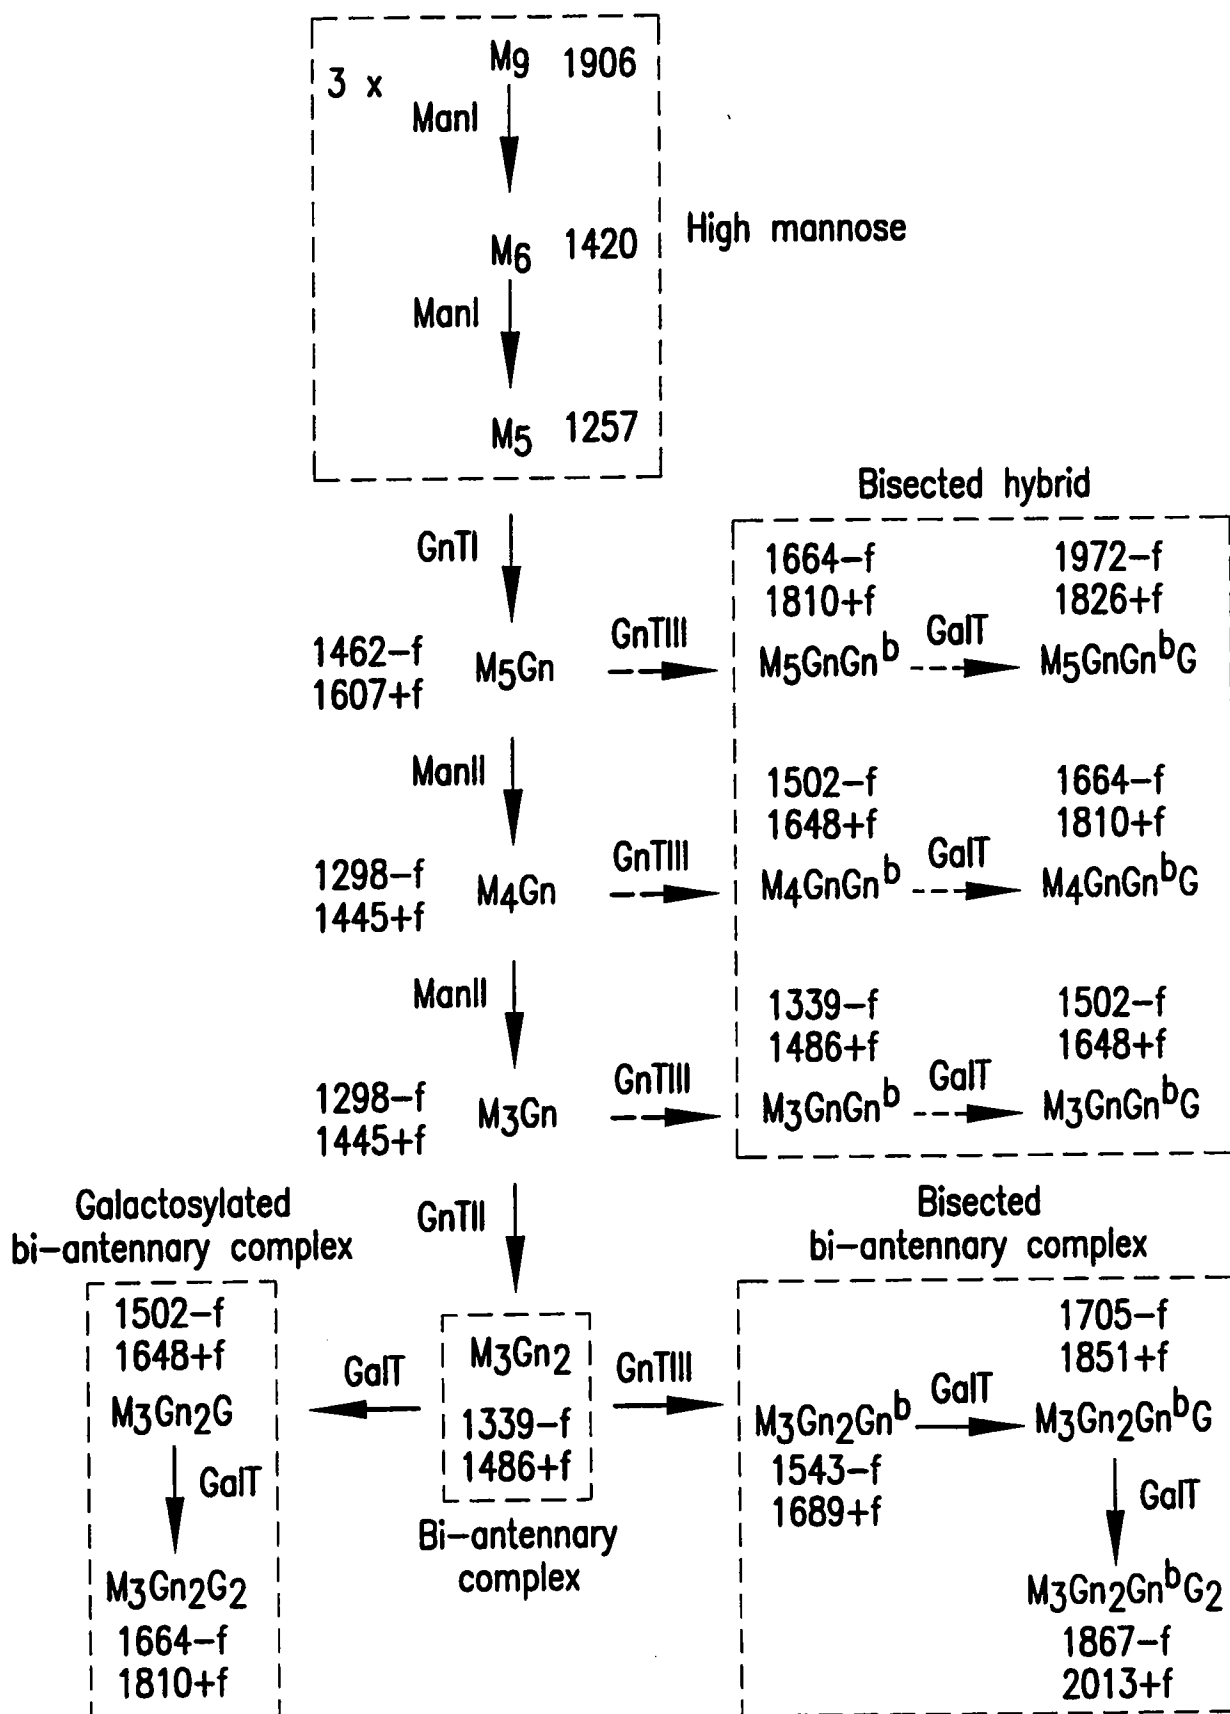 M9 1906
3 x
ManI
M6 1420
High mannose
ManI
M5 1257
Bisected hybrid
GnTI
1664-f
1810+f
1972-f
1826+f
1462-f
1607+f
M5Gn
GnTIII
M5GnGnb
GalT
M5GnGnbG
ManII
1502-f
1648+f
1664-f
1810+f
1298-f
1445+f
M4Gn
GnTIII
M4GnGnb
GalT
M4GnGnbG
ManII
1339-f
1486+f
1502-f
1648+f
1298-f
1445+f
M3Gn
GnTIII
M3GnGnb
GalT
M3GnGnbG
GnTII
Galactosylated
bi-antennary complex
Bisected
bi-antennary complex
1502-f
1648+f
M3Gn2G
GalT
M3Gn2G2
1664-f
1810+f
GalT
M3Gn2
1339-f
1486+f
Bi-antennary
complex
GnTIII
M3Gn2Gnb
1543-f
1689+f
GalT
1705-f
1851+f
M3Gn2GnbG
GalT
M3Gn2GnbG2
1867-f
2013+f